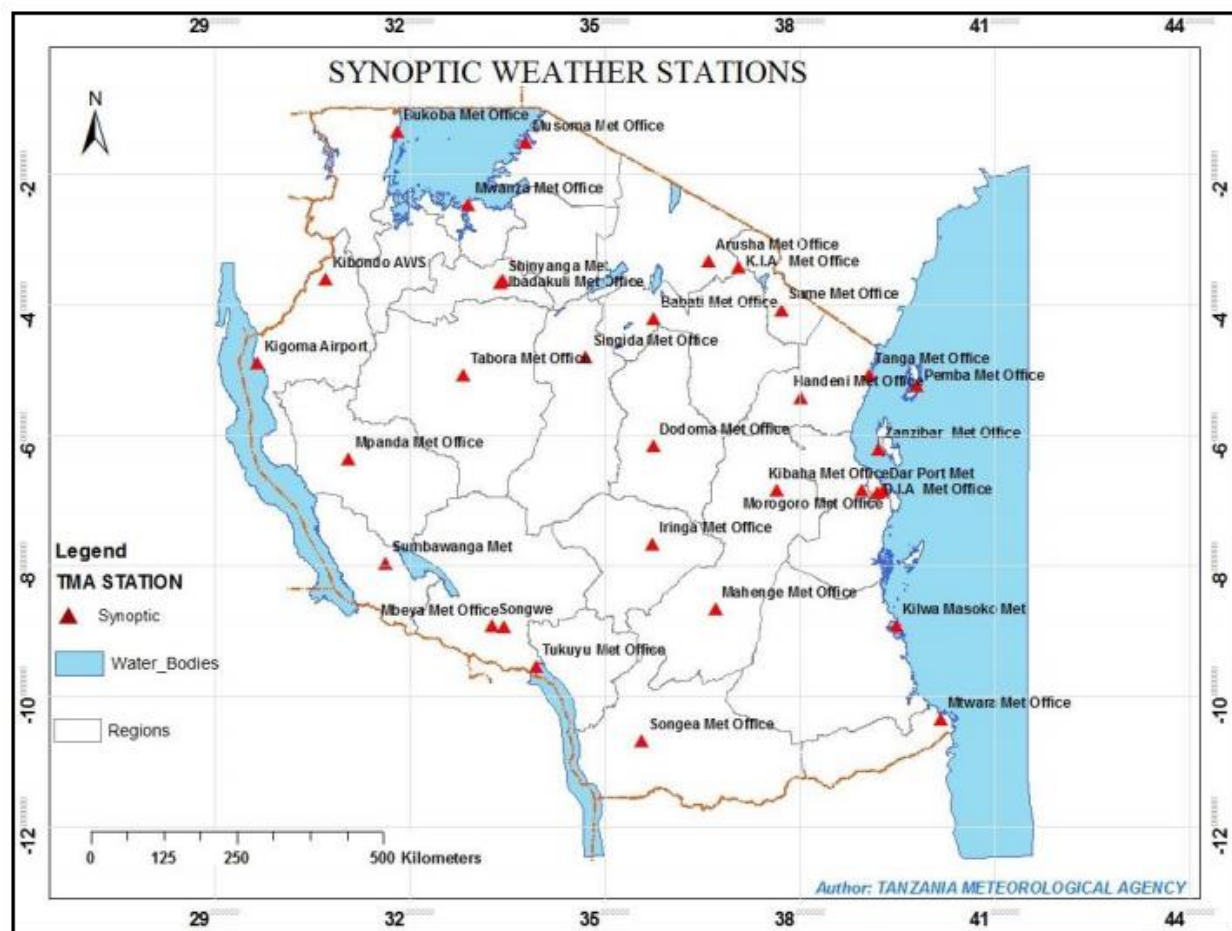 29 32 35 38 41 44
SYNOPTIC WEATHER STATIONS
N
Bukoba Met Office
Musoma Met Office
-2 -2
Mwanza Met Office
Arusha Met Office
K.I.A Met Office
Kibondo AWS
Shinyanga Met
Ibadakuli Met Office
Same Met Office
Babati Met Office
-4 -4
Singida Met Office
Kigoma Airport
Tabora Met Office
Tanga Met Office
Pemba Met Office
Handeni Met Office
Dodoma Met Office
Zanzibar Met Office
Mpanda Met Office
-6 -6
Kibaha Met Office Dar Port Met
D.I.A Met Office
Morogoro Met Office
Iringa Met Office
Sumbawanga Met
Legend
-8 -8
TMA STATION
Mahenge Met Office
Synoptic
Mbeya Met Office Songwe
Kilwa Masoko Met
Tukuyu Met Office
Water_Bodies
-10 -10
Mtwara Met Office
Songea Met Office
Regions
-12 -12
0 125 250 500 Kilometers
Author: TANZANIA METEOROLOGICAL AGENCY
29 32 35 38 41 44